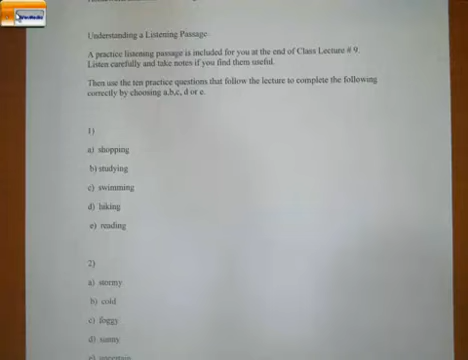 Understanding a Listening Passage
A practice listening passage is included for you at the end of Class Lecture # 9.
Listen carefully and take notes if you find them useful.
Then use the ten practice questions that follow the lecture to complete the following
correctly by choosing a,b,c, d or e.
1)
a) shopping
b) studying
c) swimming
d) hiking
e) reading
2)
a) stormy
b) cold
c) foggy
d) sunny
e) uncertain